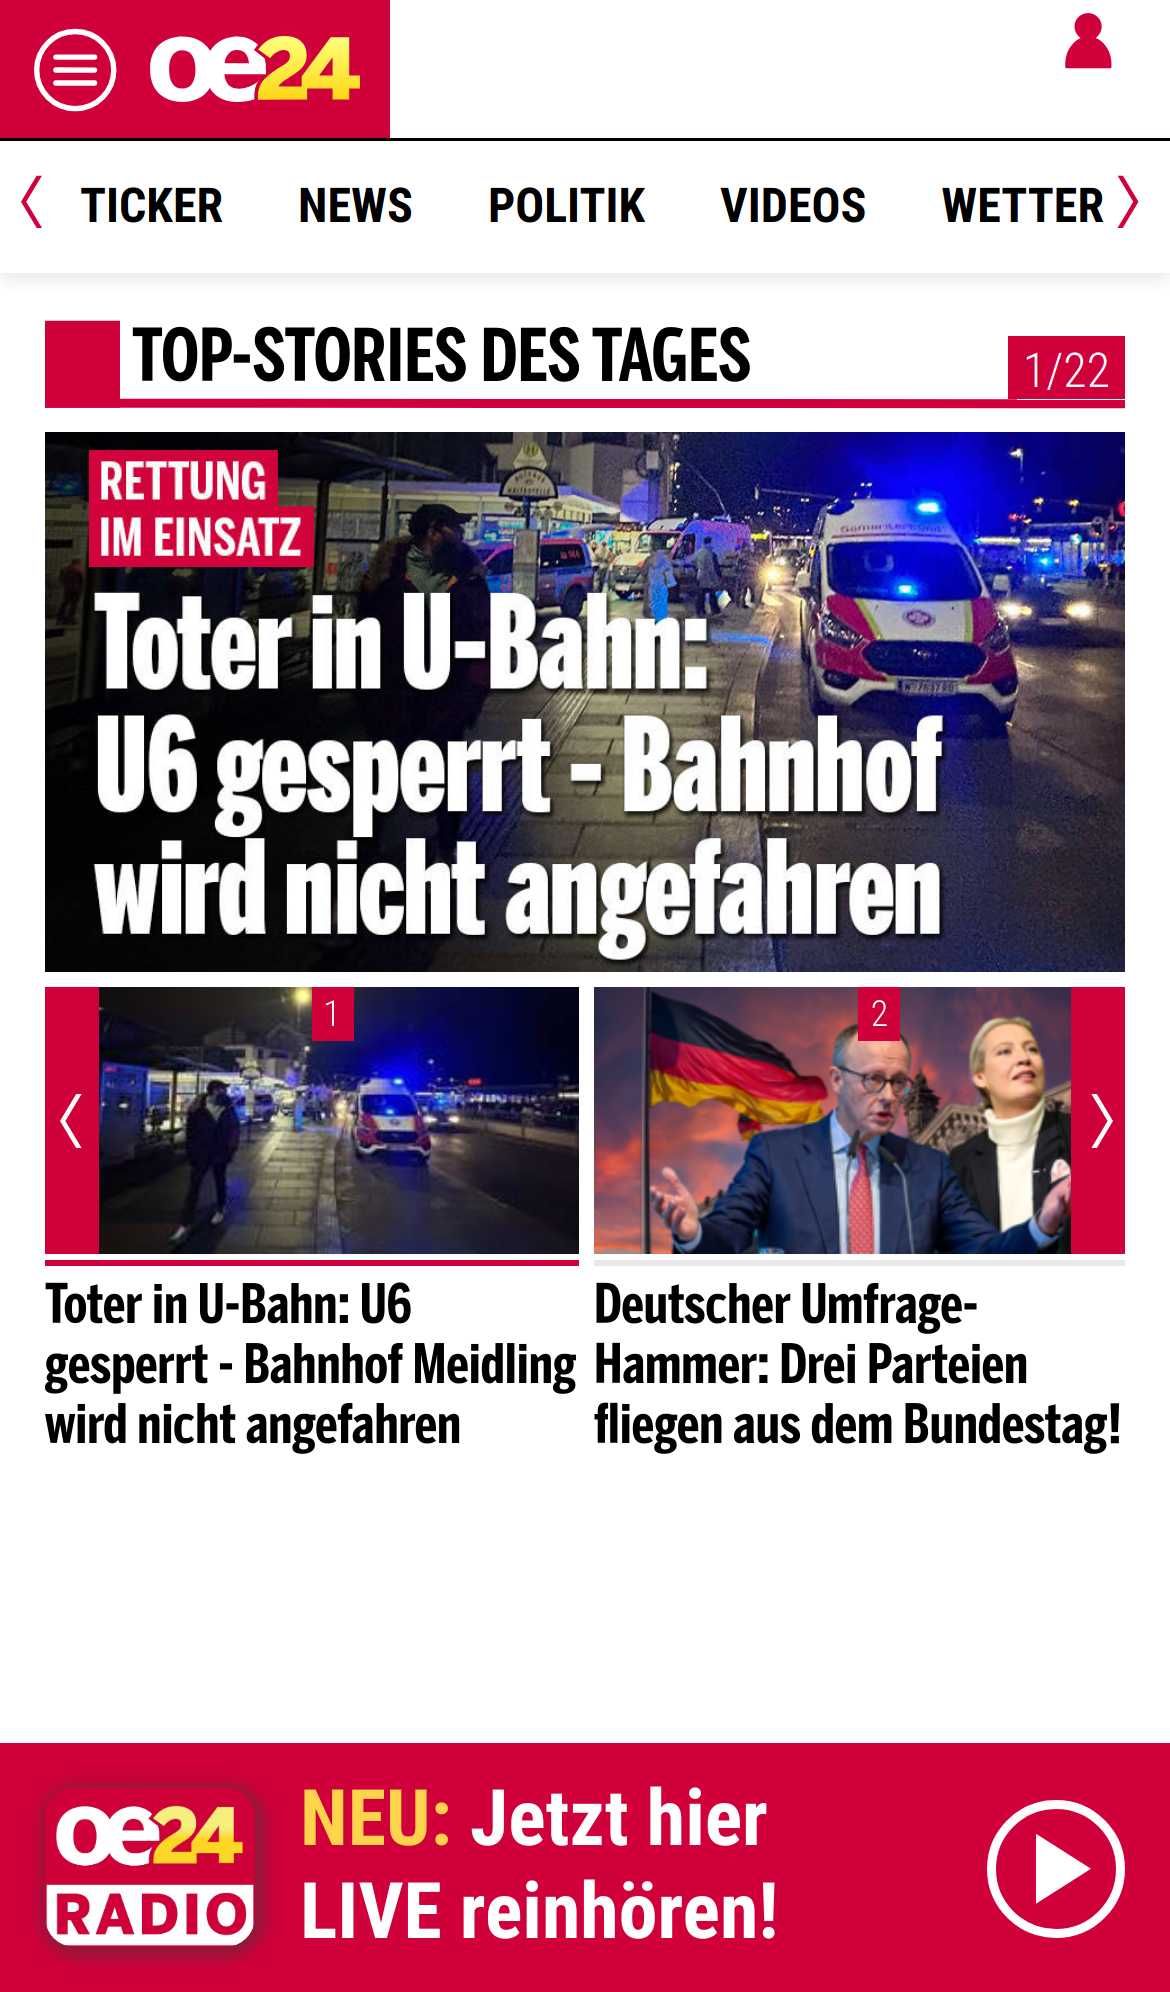 oe24
TICKER NEWS POLITIK VIDEOS WETTER
TOP-STORIES DES TAGES
1/22
RETTUNG
IM EINSATZ
Toter in U-Bahn:
U6 gesperrt - Bahnhof
wird nicht angefahren
1
2
Toter in U-Bahn: U6
gesperrt - Bahnhof Meidling
wird nicht angefahren
Deutscher Umfrage-
Hammer: Drei Parteien
fliegen aus dem Bundestag!
oe24
RADIO
NEU: Jetzt hier
LIVE reinhören!